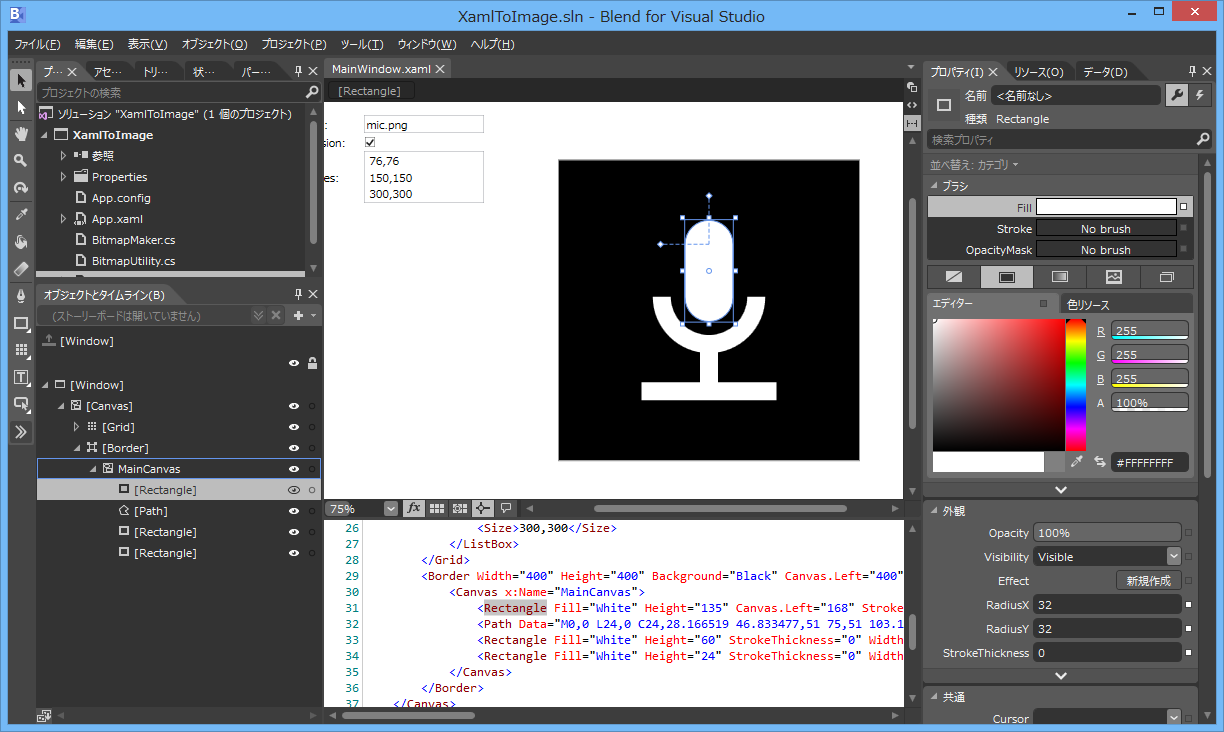 XamlToImage.sln - Blend for Visual Studio
ファイル(F) 編集(E) 表示(V) オブジェクト(O) プロジェクト(P) ツール(T) ウィンドウ(W) ヘルプ(H)
プ… アセ… トリ… 状… パー…
プロジェクトの検索
ソリューション "XamlToImage" (1 個のプロジェクト)
XamlToImage
参照
Properties
App.config
App.xaml
BitmapMaker.cs
BitmapUtility.cs
オブジェクトとタイムライン(B)
(ストーリーボードは開いていません)
[Window]
[Window]
[Canvas]
[Grid]
[Border]
MainCanvas
[Rectangle]
[Path]
[Rectangle]
[Rectangle]
MainWindow.xaml
[Rectangle]
: mic.png
sion:
es: 76,76
150,150
300,300
75%
fx
26 <Size>300,300</Size>
27 </ListBox>
28 </Grid>
29 <Border Width="400" Height="400" Background="Black" Canvas.Left="400"
30 <Canvas x:Name="MainCanvas">
31 <Rectangle Fill="White" Height="135" Canvas.Left="168" Stroke
32 <Path Data="M0,0 L24,0 C24,28.166519 46.833477,51 75,51 103.1
33 <Rectangle Fill="White" Height="60" StrokeThickness="0" Width
34 <Rectangle Fill="White" Height="24" StrokeThickness="0" Width
35 </Canvas>
36 </Border>
37 </Canvas>
プロパティ(I) リソース(O) データ(D)
名前 <名前なし>
種類 Rectangle
検索プロパティ
並べ替え: カテゴリ
ブラシ
Fill
Stroke No brush
OpacityMask No brush
エディター 色リソース
R 255
G 255
B 255
A 100%
#FFFFFFFF
外観
Opacity 100%
Visibility Visible
Effect 新規作成
RadiusX 32
RadiusY 32
StrokeThickness 0
共通
Cursor